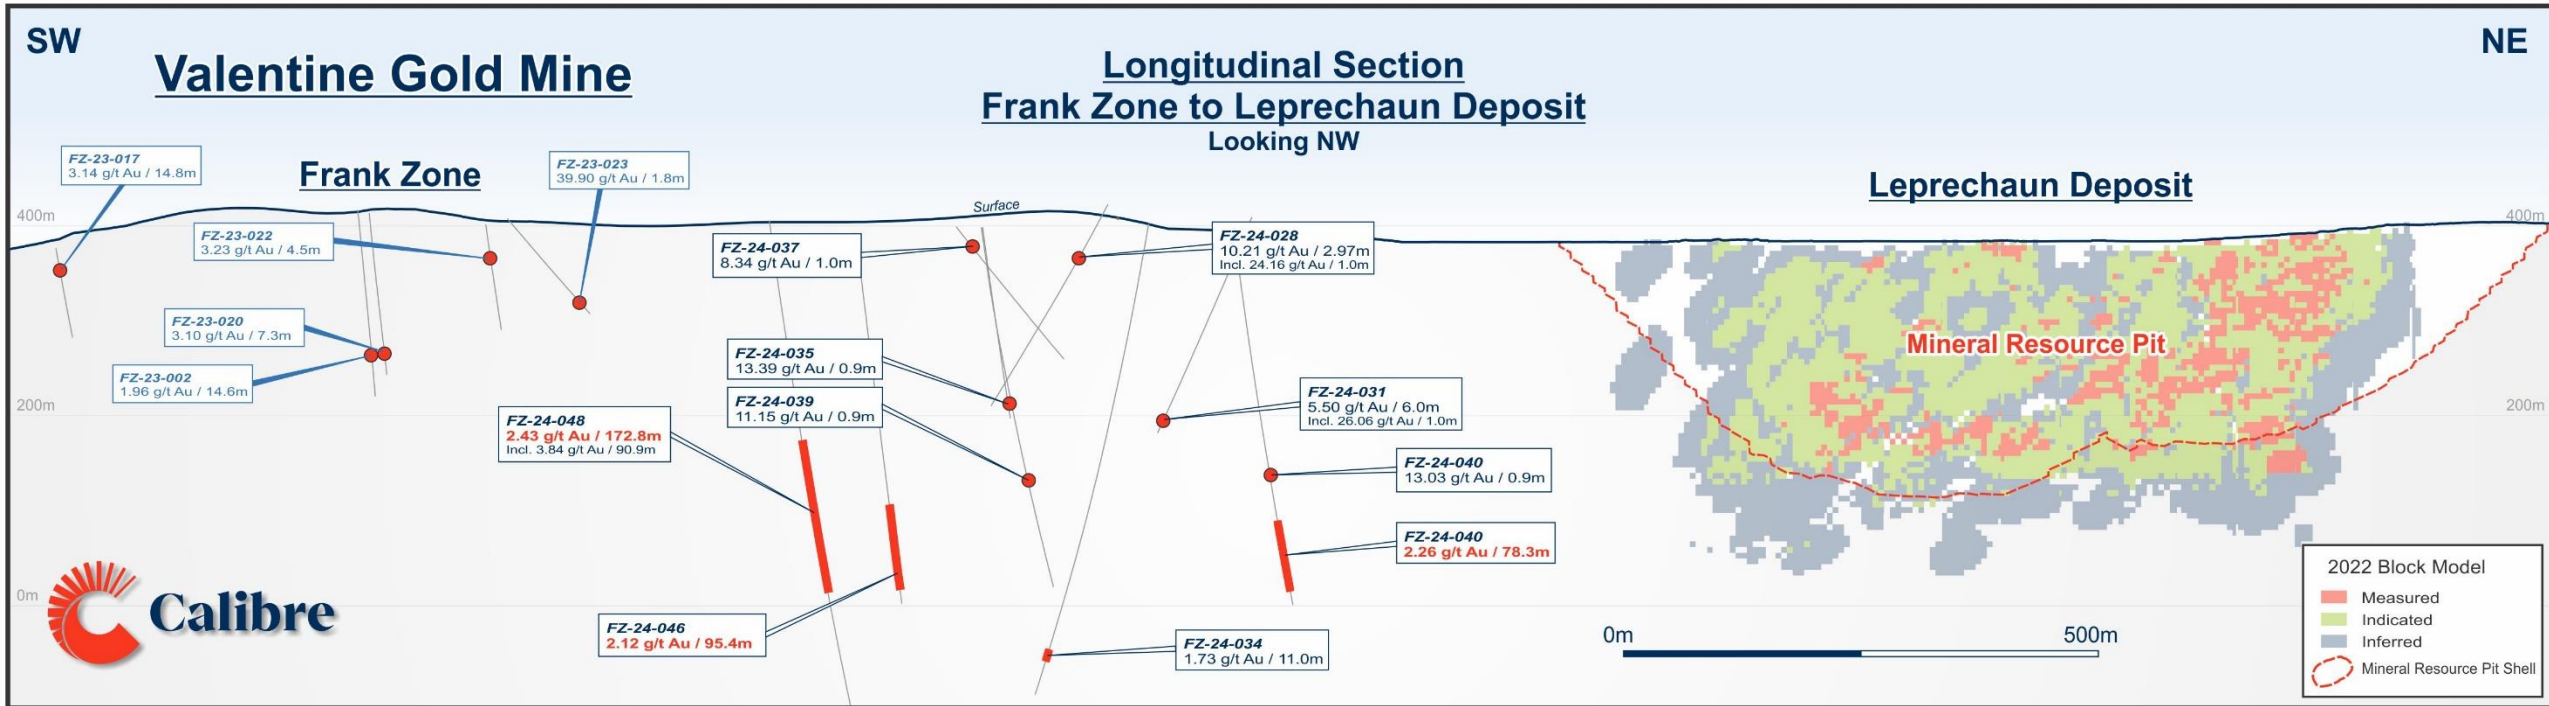 SW
NE
Valentine Gold Mine
Longitudinal Section
Frank Zone to Leprechaun Deposit
Looking NW
Frank Zone
Leprechaun Deposit
FZ-23-017
3.14 g/t Au / 14.8m
FZ-23-023
39.90 g/t Au / 1.8m
Surface
400m
400m
FZ-23-022
3.23 g/t Au / 4.5m
FZ-24-037
8.34 g/t Au / 1.0m
FZ-24-028
10.21 g/t Au / 2.97m
Incl. 24.16 g/t Au / 1.0m
FZ-23-020
3.10 g/t Au / 7.3m
FZ-23-002
1.96 g/t Au / 14.6m
FZ-24-035
13.39 g/t Au / 0.9m
Mineral Resource Pit
200m
200m
FZ-24-039
11.15 g/t Au / 0.9m
FZ-24-031
5.50 g/t Au / 6.0m
Incl. 26.06 g/t Au / 1.0m
FZ-24-048
2.43 g/t Au / 172.8m
Incl. 3.84 g/t Au / 90.9m
FZ-24-040
13.03 g/t Au / 0.9m
FZ-24-040
2.26 g/t Au / 78.3m
0m
Calibre
FZ-24-046
2.12 g/t Au / 95.4m
FZ-24-034
1.73 g/t Au / 11.0m
0m
500m
2022 Block Model
Measured
Indicated
Inferred
Mineral Resource Pit Shell